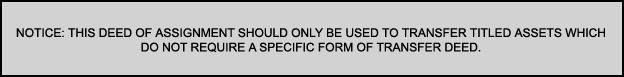 NOTICE: THIS DEED OF ASSIGNMENT SHOULD ONLY BE USED TO TRANSFER TITLED ASSETS WHICH
DO NOT REQUIRE A SPECIFIC FORM OF TRANSFER DEED.